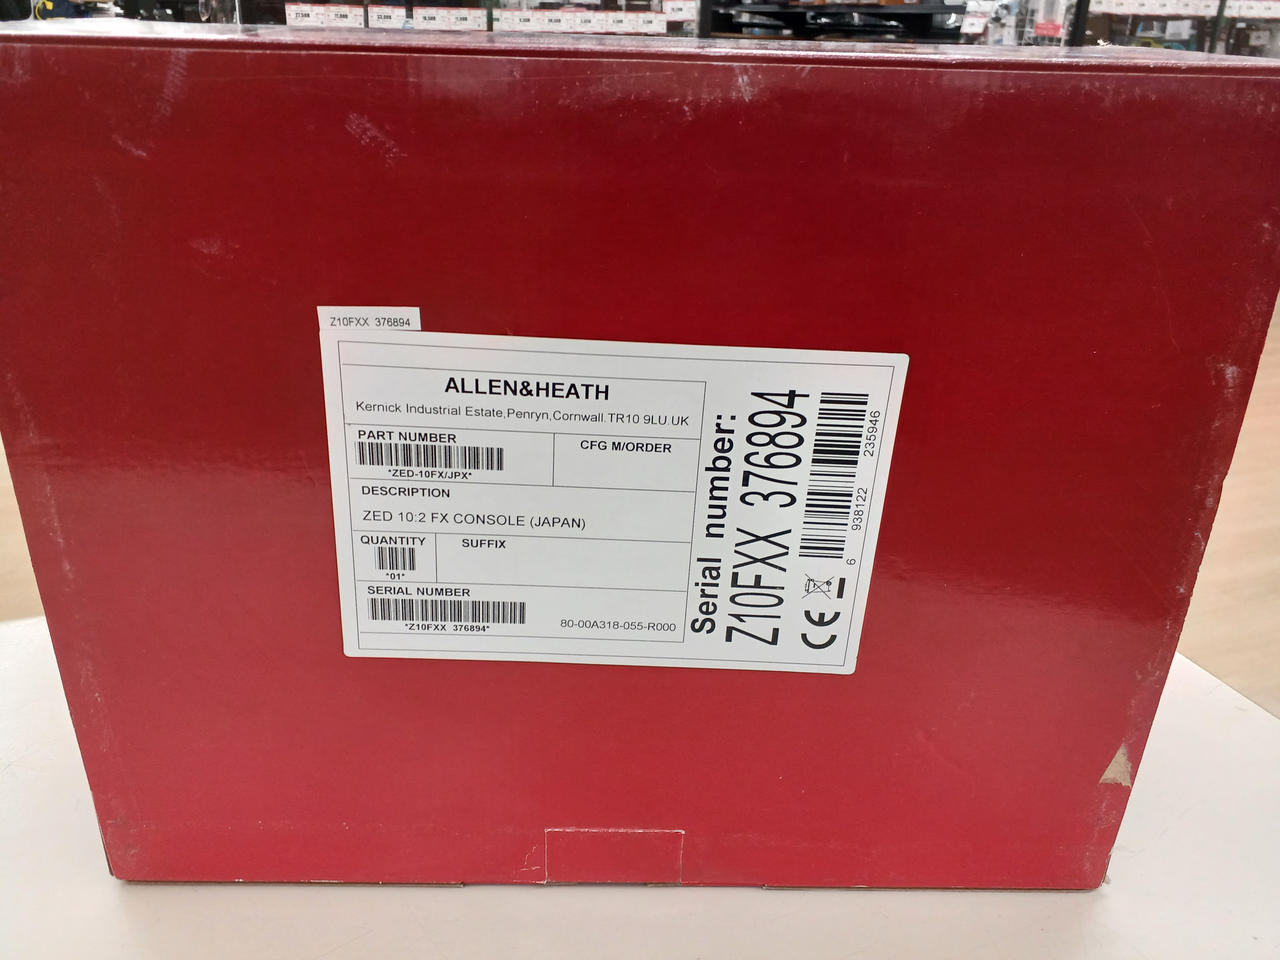 Z10FXX 376894
ALLEN&HEATH
Kernick Industrial Estate,Penryn,Cornwall.TR10 9LU.UK
PART NUMBER
*ZED-10FX/JPX*
CFG M/ORDER
DESCRIPTION
ZED 10:2 FX CONSOLE (JAPAN)
QUANTITY
*01*
SUFFIX
SERIAL NUMBER
*Z10FXX 376894*
80-00A318-055-R000
Serial number:
Z10FXX 376894
6 938122 235946
CE